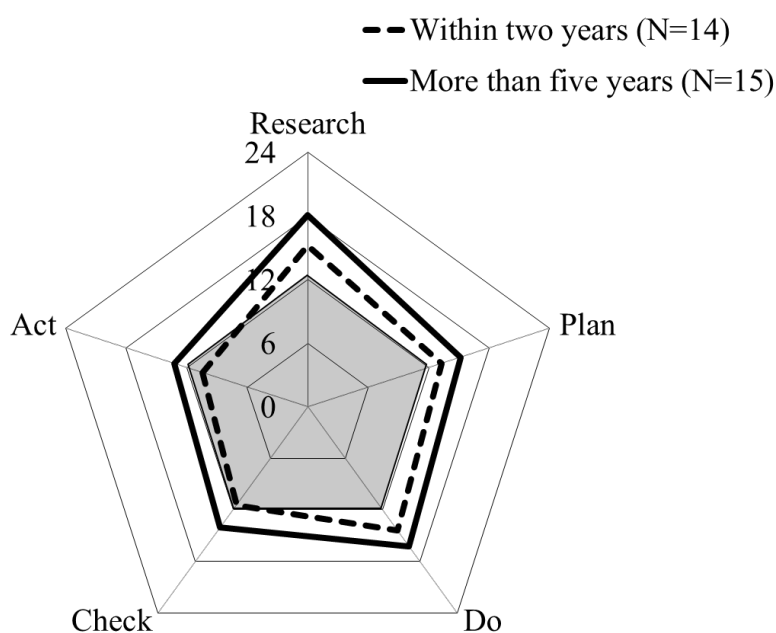 Within two years (N=14)
More than five years (N=15)
Research
24
18
12
6
0
Act
Plan
Check
Do